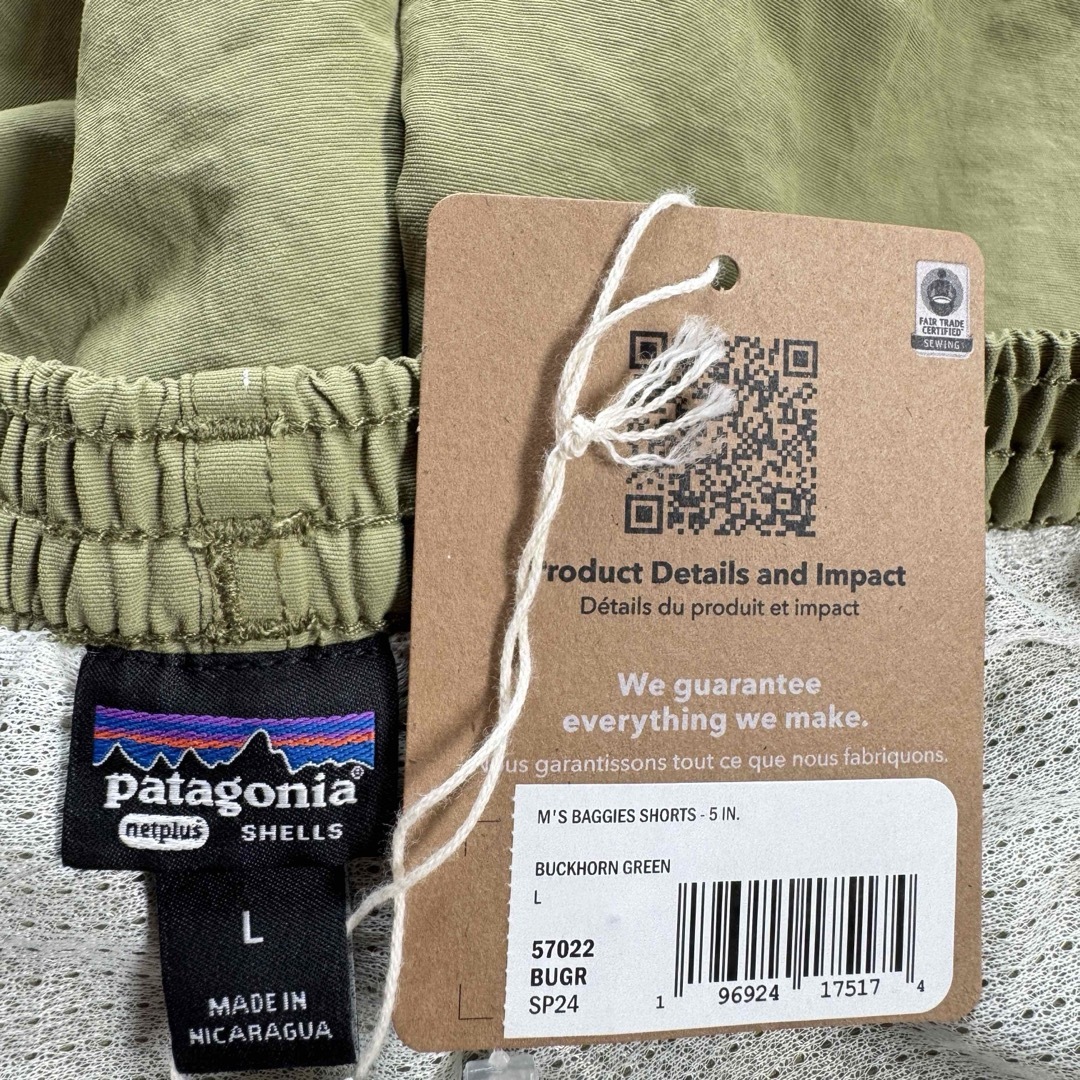 FAIR TRADE
CERTIFIED
SEWING
Product Details and Impact
Détails du produit et impact
We guarantee
everything we make.
Nous garantissons tout ce que nous fabriquons.
M'S BAGGIES SHORTS - 5 IN.
BUCKHORN GREEN
L
57022
BUGR
SP24
1 96924 17517 4
patagonia®
netplus SHELLS
L
MADE IN
NICARAGUA